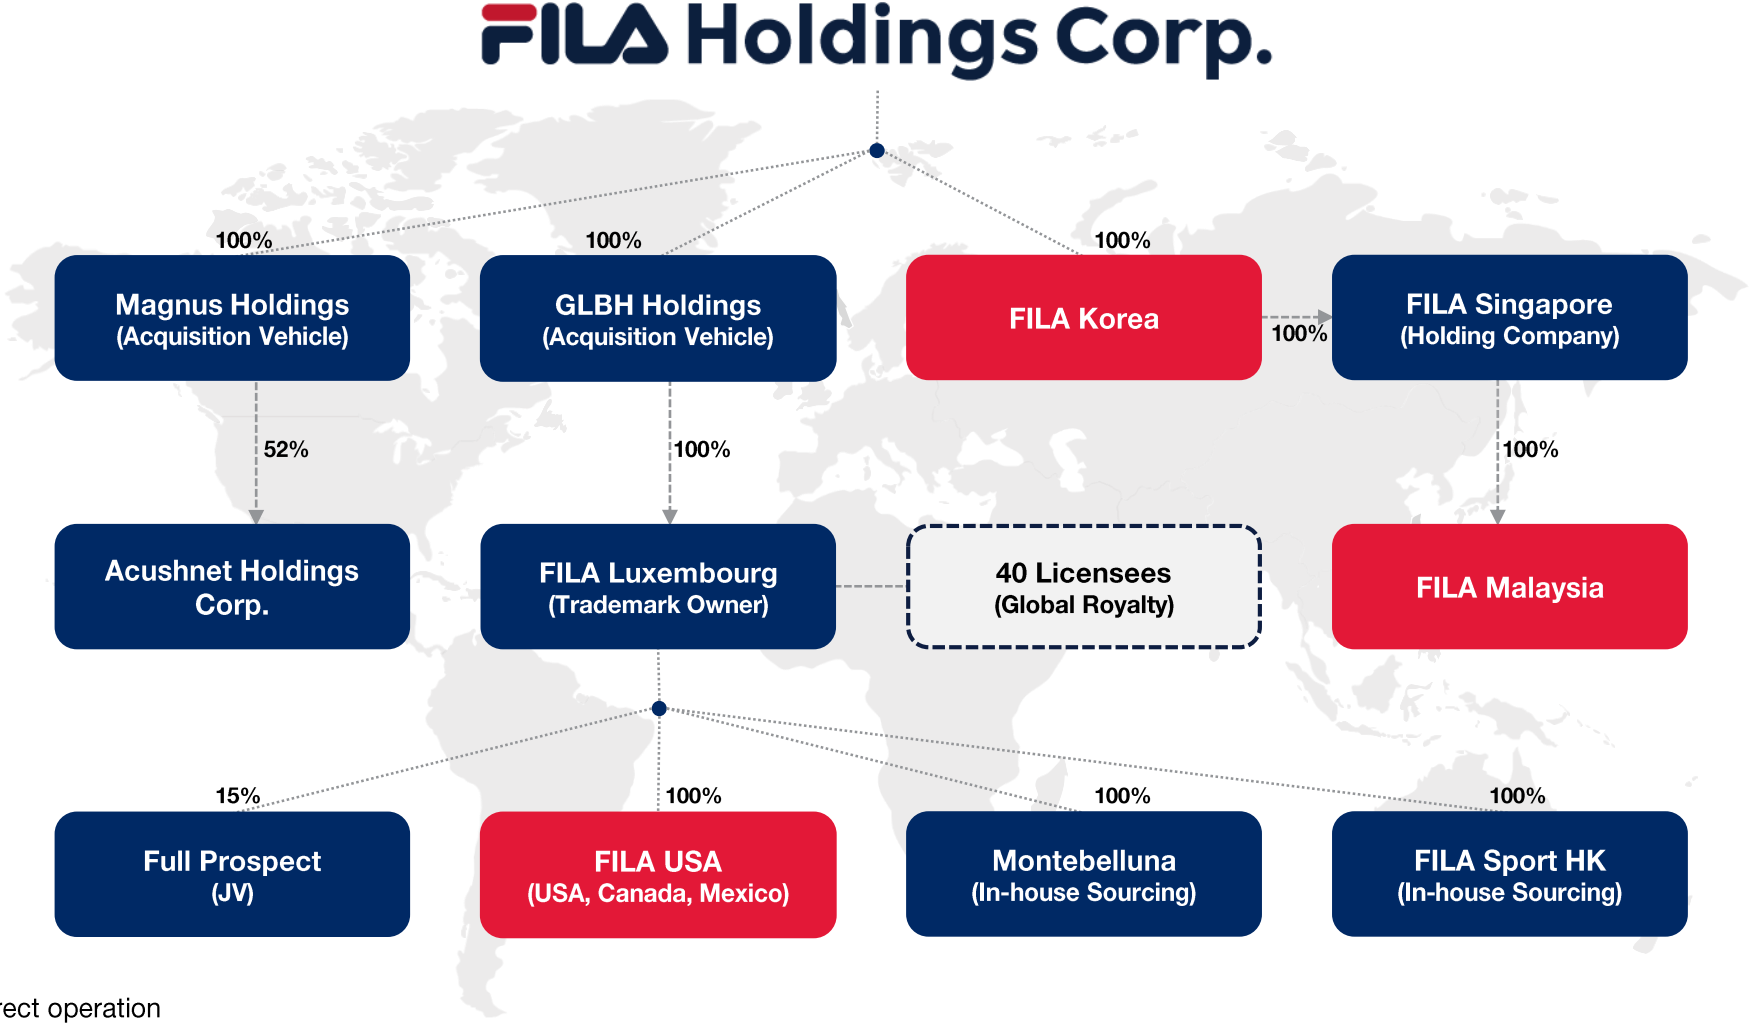 FILA Holdings Corp.
100%
100%
100%
Magnus Holdings
(Acquisition Vehicle)
GLBH Holdings
(Acquisition Vehicle)
FILA Korea
100%
FILA Singapore
(Holding Company)
52%
100%
100%
Acushnet Holdings
Corp.
FILA Luxembourg
(Trademark Owner)
40 Licensees
(Global Royalty)
FILA Malaysia
15%
100%
100%
100%
Full Prospect
(JV)
FILA USA
(USA, Canada, Mexico)
Montebelluna
(In-house Sourcing)
FILA Sport HK
(In-house Sourcing)
rect operation